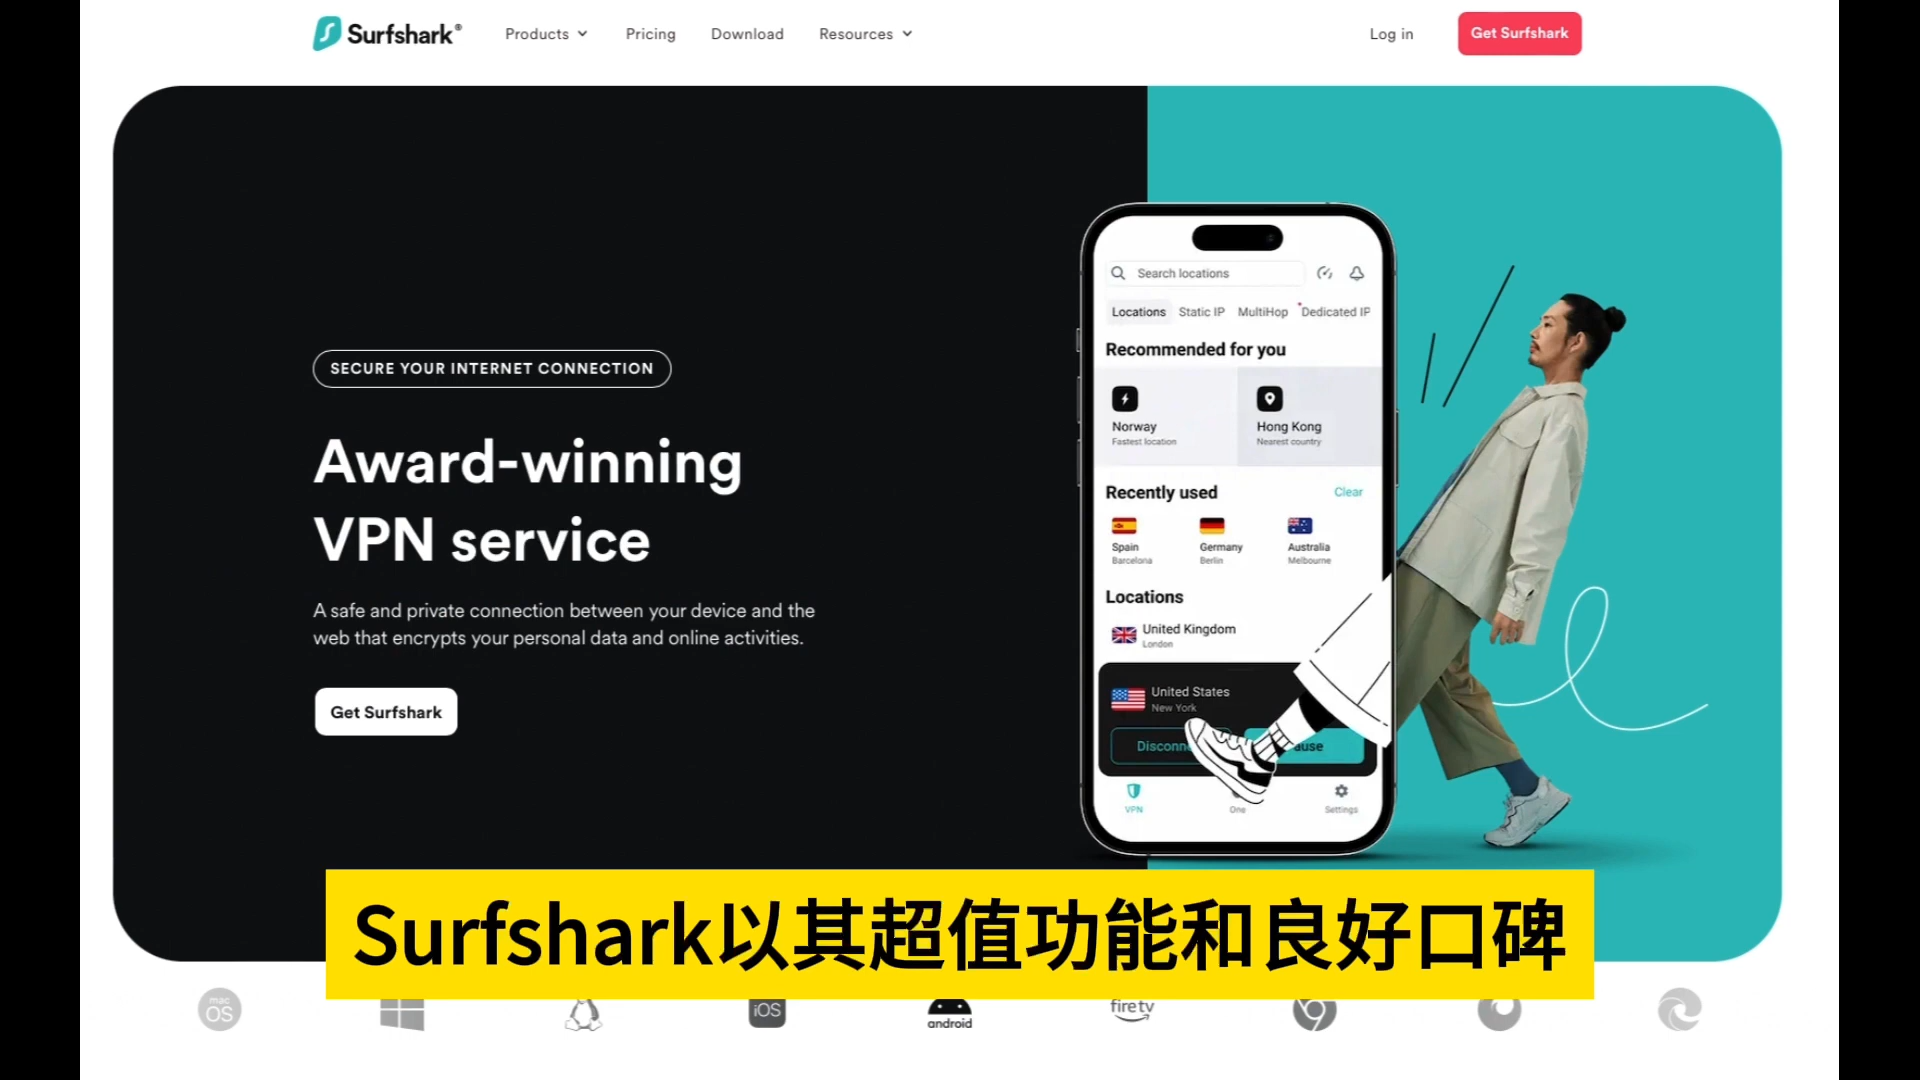 Surfshark®
Products
Pricing
Download
Resources
Log in
Get Surfshark
SECURE YOUR INTERNET CONNECTION
Award-winning
VPN service
A safe and private connection between your device and the
web that encrypts your personal data and online activities.
Get Surfshark
Search locations
Locations
Static IP
MultiHop
Dedicated IP
Recommended for you
Norway
Fastest location
Hong Kong
Nearest country
Recently used
Clear
Spain
Barcelona
Germany
Berlin
Australia
Melbourne
Locations
United Kingdom
London
United States
New York
VPN
One
Settings
Surfshark以其超值功能和良好口碑
mac
OS
iOS
android
fire tv